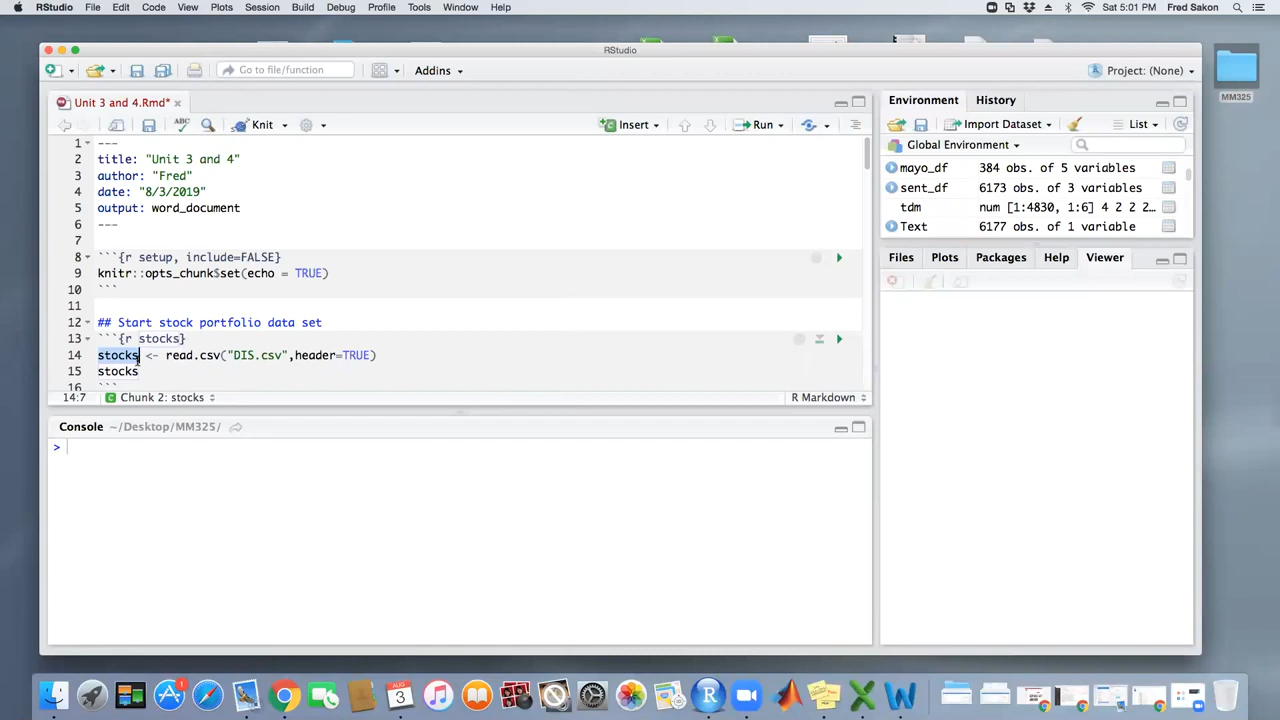 RStudio File Edit Code View Plots Session Build Debug Profile Tools Window Help Sat 5:01 PM Fred Sakon
RStudio
Go to file/function Addins Project: (None)
Unit 3 and 4.Rmd*
Knit Insert Run
1 ---
2 title: "Unit 3 and 4"
3 author: "Fred"
4 date: "8/3/2019"
5 output: word_document
6 ---
7
8 ```{r setup, include=FALSE}
9 knitr::opts_chunk$set(echo = TRUE)
10 ```
11
12 ## Start stock portfolio data set
13 ```{r stocks}
14 stocks <- read.csv("DIS.csv",header=TRUE)
15 stocks
16 ```
14:7 Chunk 2: stocks R Markdown
Console ~/Desktop/MM325/
>
Environment History
Import Dataset List
Global Environment
mayo_df 384 obs. of 5 variables
sent_df 6173 obs. of 3 variables
tdm num [1:4830, 1:6] 4 2 2 2…
Text 6177 obs. of 1 variable
Files Plots Packages Help Viewer
MM325
1
AUG
3